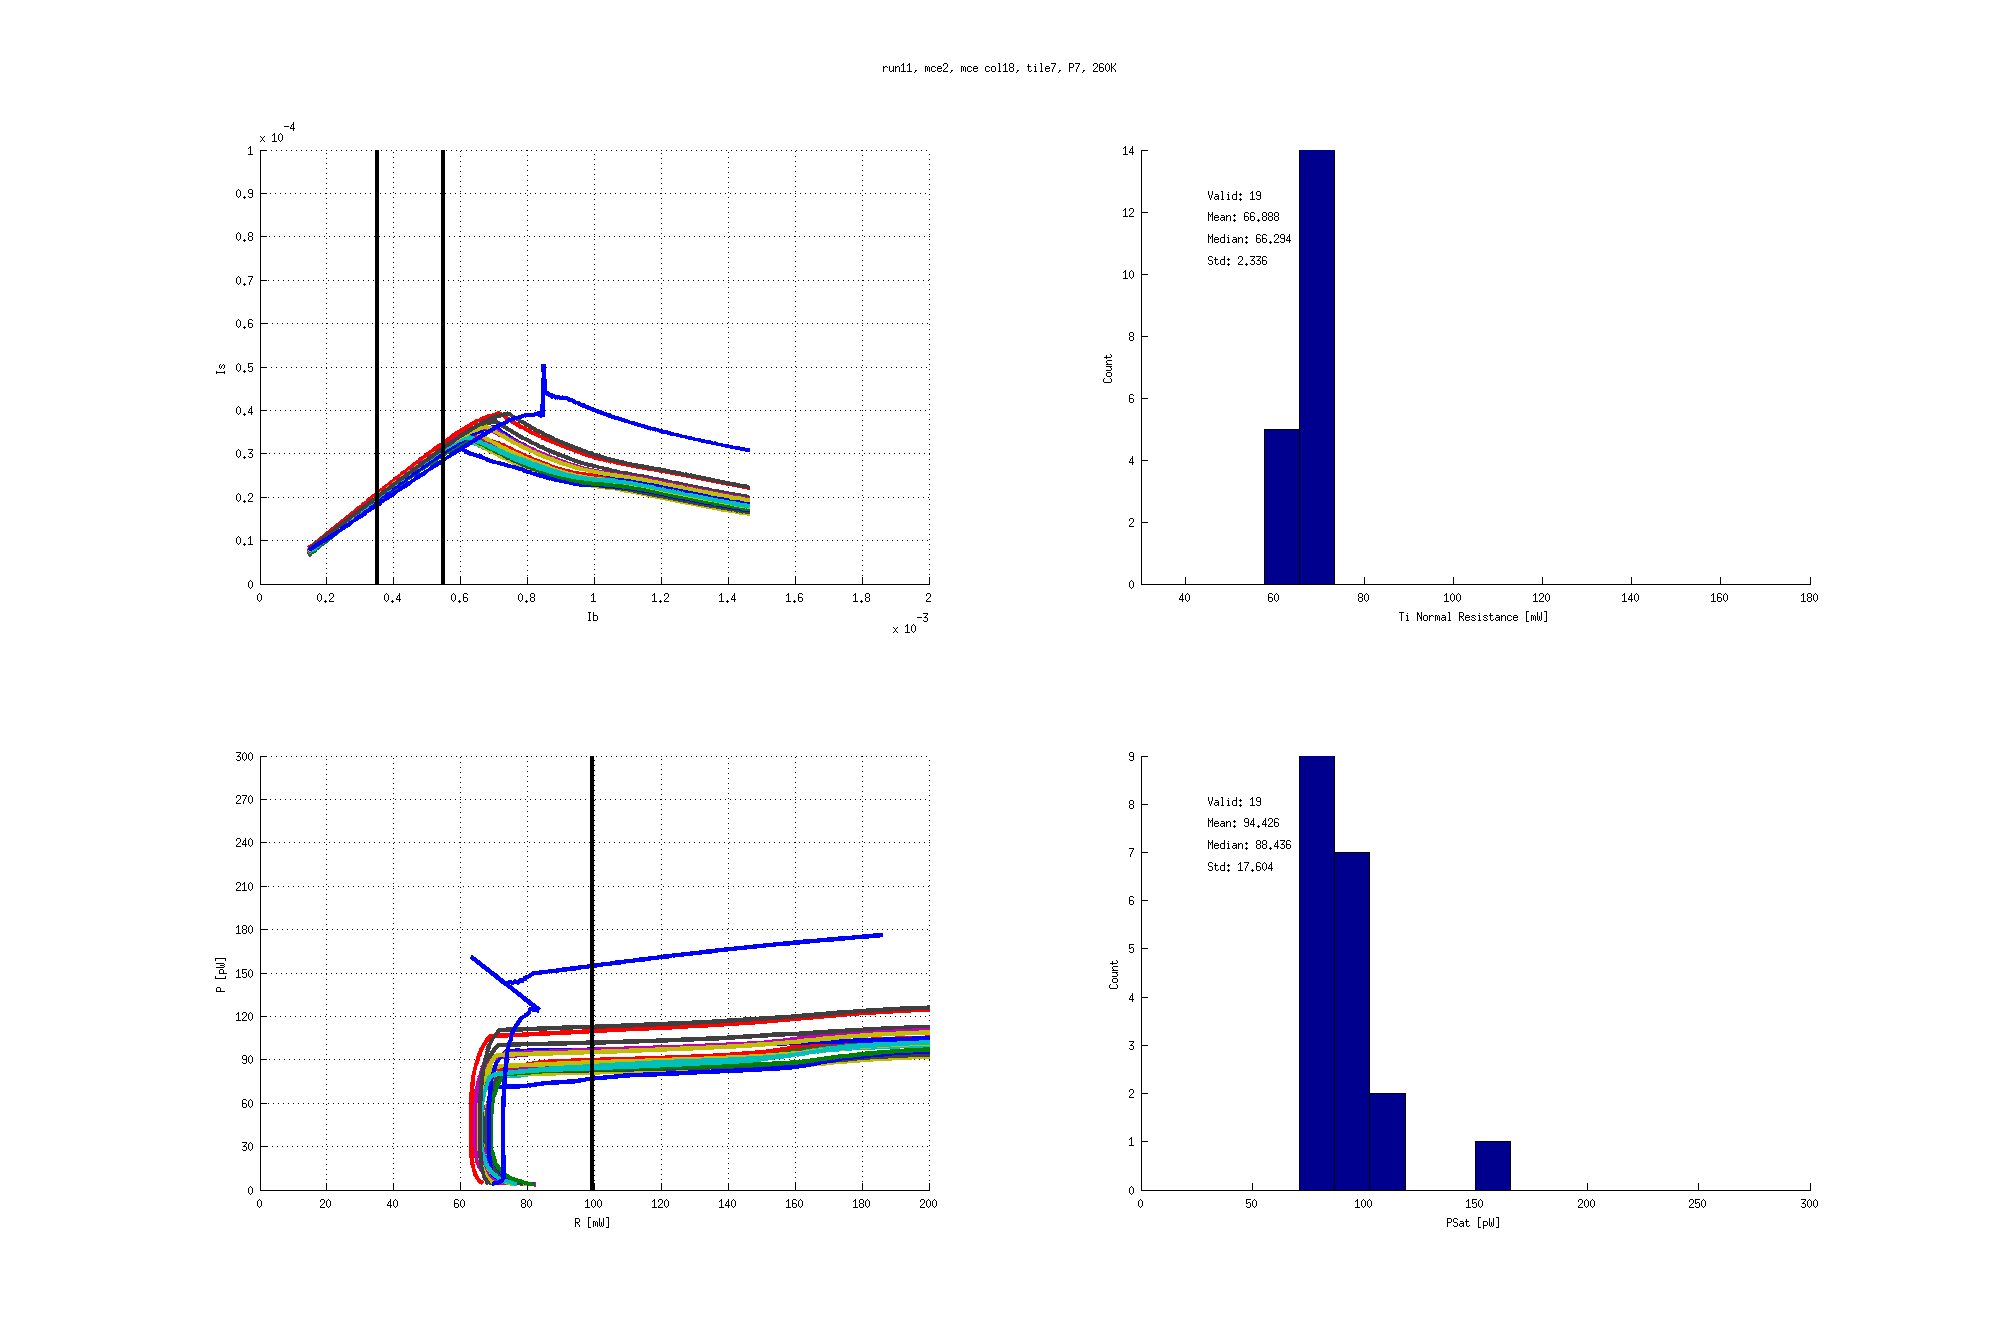 run11, mce2, mce col18, tile7, P7, 260K
x 10^-4
1
0.9
0.8
0.7
0.6
0.5
0.4
0.3
0.2
0.1
0
Is
0 0.2 0.4 0.6 0.8 1 1.2 1.4 1.6 1.8 2
Ib
x 10^-3
14
12
10
8
6
4
2
0
Count
Valid: 19
Mean: 66.888
Median: 66.294
Std: 2.336
40 60 80 100 120 140 160 180
Ti Normal Resistance [mW]
300
270
240
210
180
150
120
90
60
30
0
P [pW]
0 20 40 60 80 100 120 140 160 180 200
R [mW]
9
8
7
6
5
4
3
2
1
0
Count
Valid: 19
Mean: 94.426
Median: 88.436
Std: 17.604
0 50 100 150 200 250 300
PSat [pW]